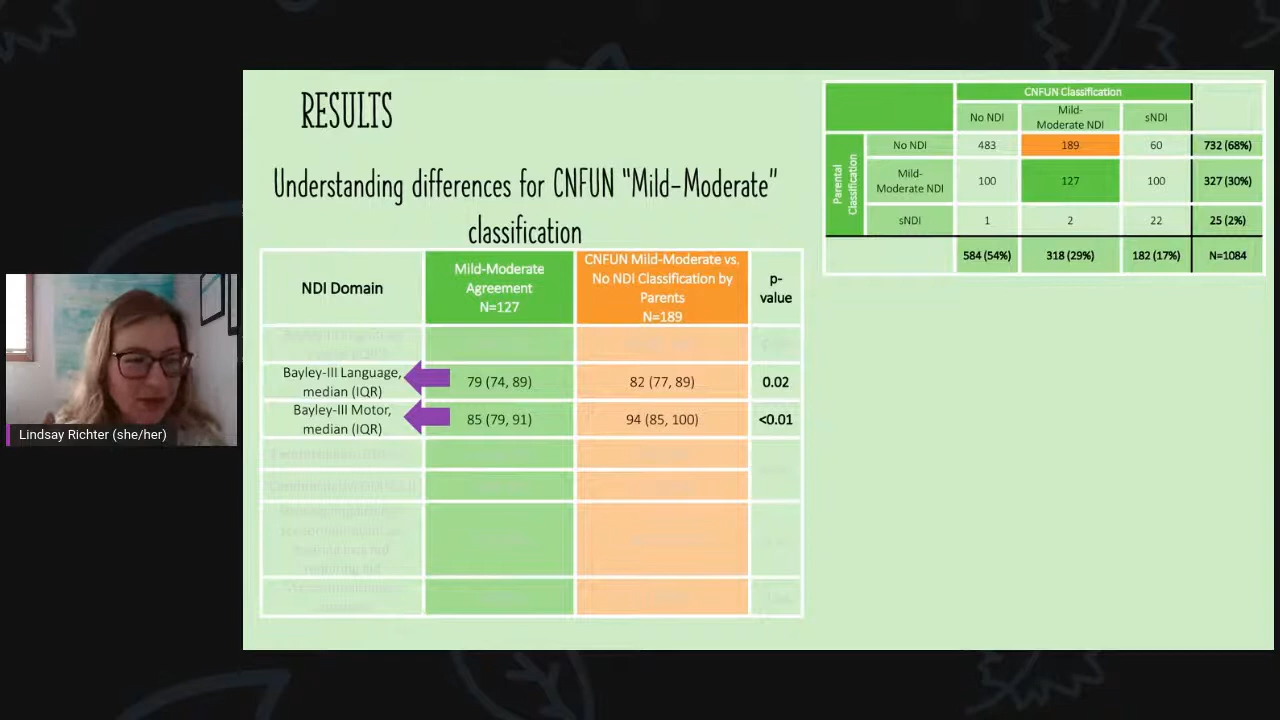 RESULTS
Understanding differences for CNFUN "Mild-Moderate"
classification
NDI Domain
Mild-Moderate
Agreement
N=127
CNFUN Mild-Moderate vs.
No NDI Classification by
Parents
N=189
p-
value
Bayley-III Language,
median (IQR)
79 (74, 89)
82 (77, 89)
0.02
Bayley-III Motor,
median (IQR)
85 (79, 91)
94 (85, 100)
<0.01
CNFUN Classification
No NDI
Mild-
Moderate NDI
sNDI
Parental
Classification
No NDI
483
189
60
732 (68%)
Mild-
Moderate NDI
100
127
100
327 (30%)
sNDI
1
2
22
25 (2%)
584 (54%)
318 (29%)
182 (17%)
N=1084
Lindsay Richter (she/her)